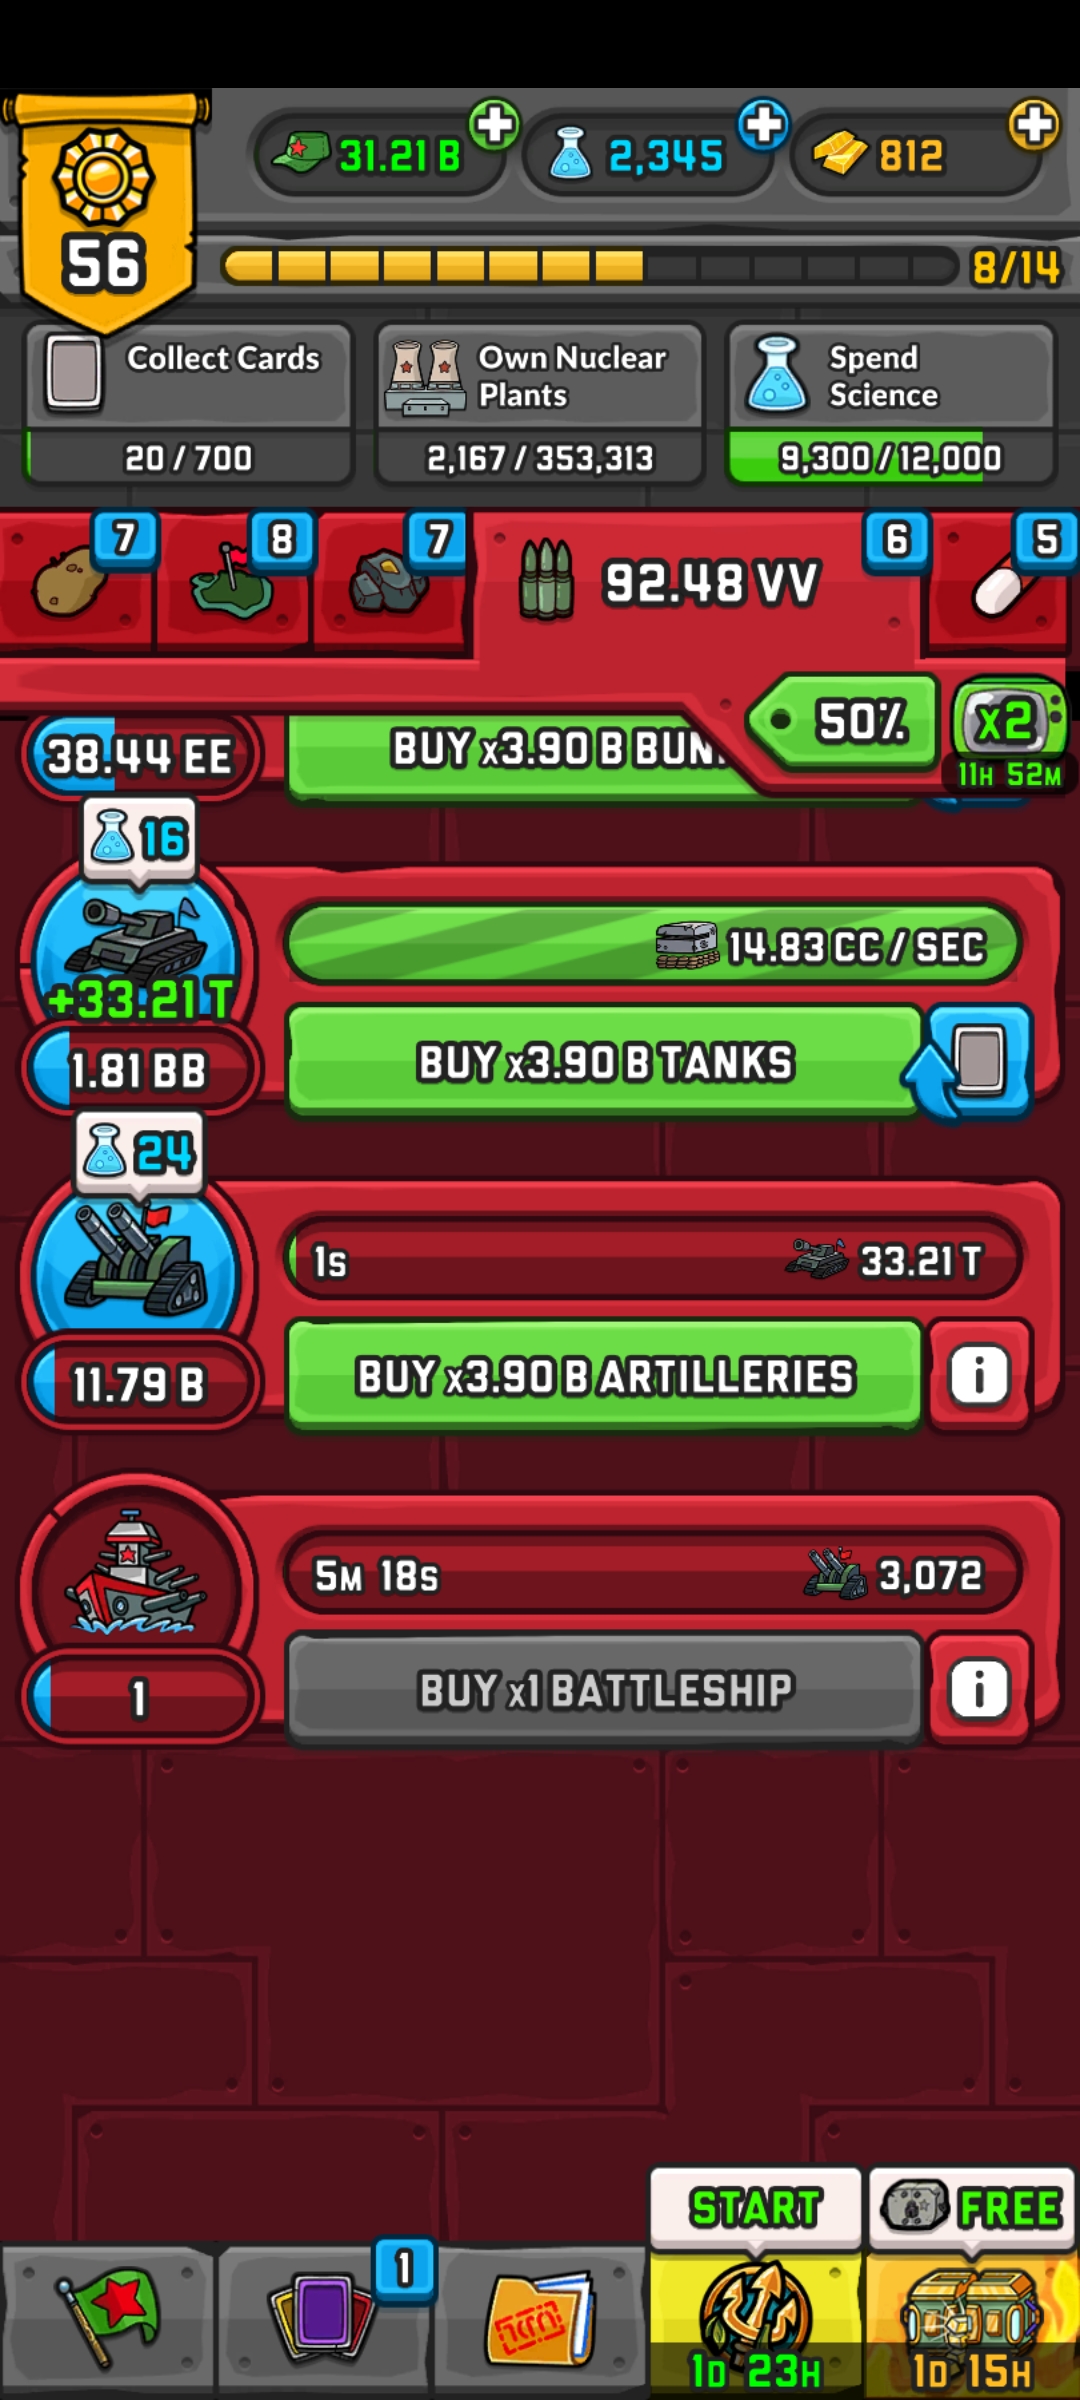 31.21 B
2,345
812
56
8/14
Collect Cards
20 / 700
Own Nuclear
Plants
2,167 / 353,313
Spend
Science
9,300 / 12,000
7
8
7
92.48 VV
6
5
50%
x2
11H 52M
38.44 EE
BUY x3.90 B BUN
16
+33.21 T
14.83 CC / SEC
1.81 BB
BUY x3.90 B TANKS
24
1s
33.21 T
11.79 B
BUY x3.90 B ARTILLERIES
i
5M 18s
3,072
1
BUY x1 BATTLESHIP
i
START
FREE
1
1D 23H
1D 15H